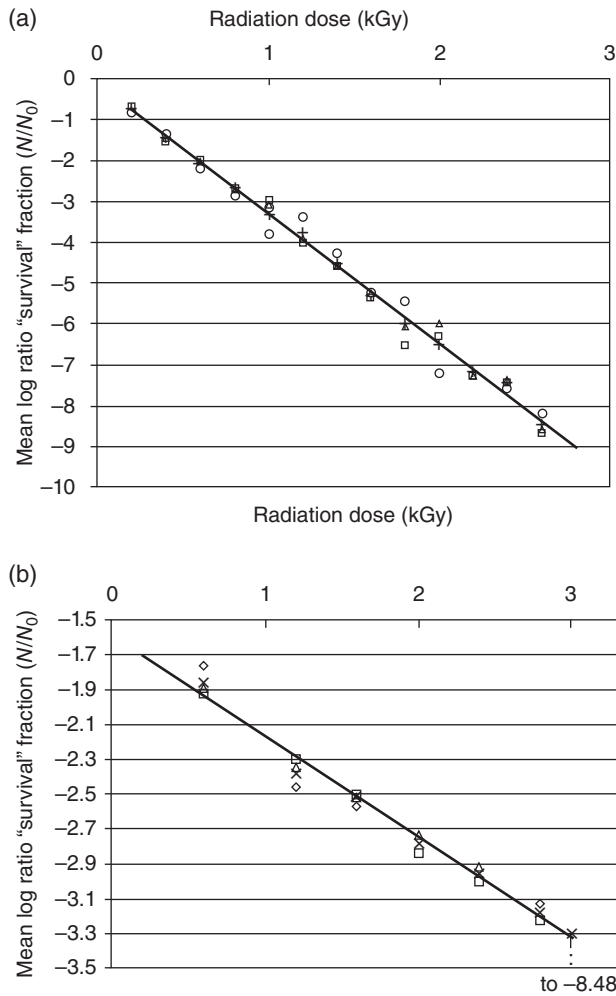 (a)
Radiation dose (kGy)
0 1 2 3
0
–1
–2
–3
–4
–5
–6
–7
–8
–9
–10
Mean log ratio “survival” fraction (N/N0)
Radiation dose (kGy)
(b)
0 1 2 3
–1.5
–1.7
–1.9
–2.1
–2.3
–2.5
–2.7
–2.9
–3.1
–3.3
–3.5
Mean log ratio “survival” fraction (N/N0)
to –8.48